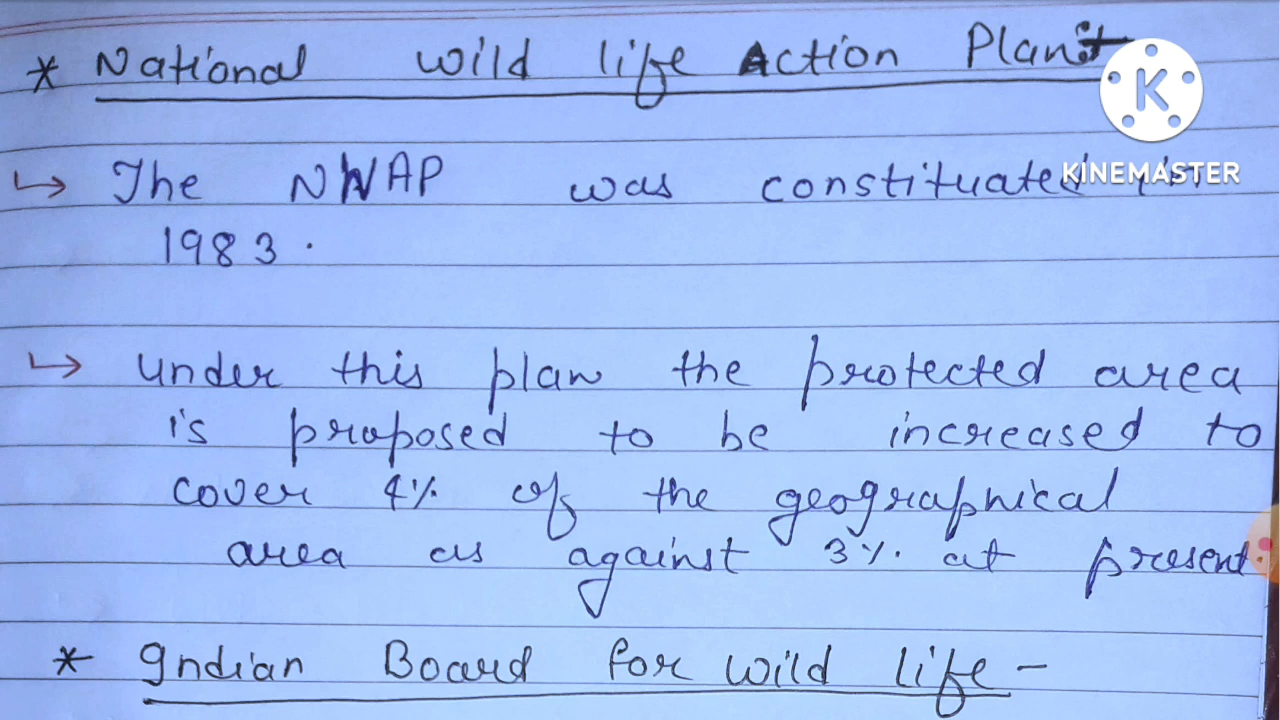 * National Wild life Action Plan
K
KINEMASTER
↳ The NWAP was constituated in
1983.
↳ under this plan the protected area
is proposed to be increased to
cover 4% of the geographical
area as against 3% at present
* Indian Board for wild life -